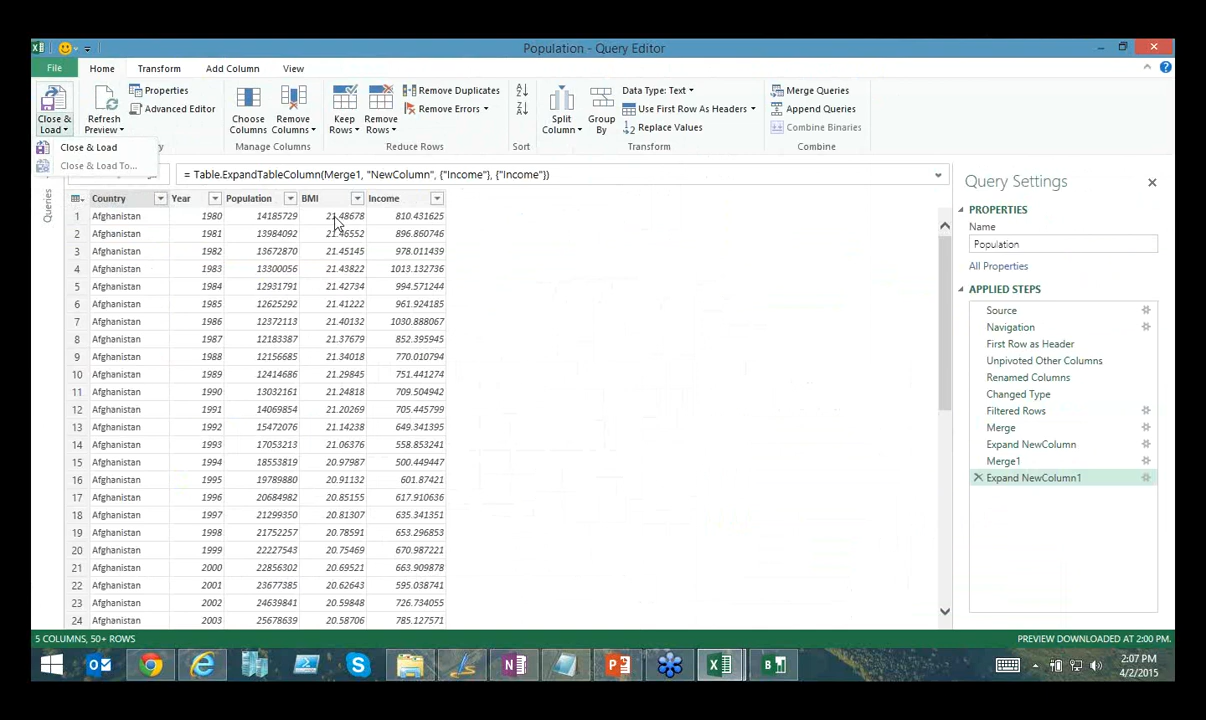 Population - Query Editor
File Home Transform Add Column View
Close & Load
Refresh Preview
Properties
Advanced Editor
Choose Columns
Remove Columns
Manage Columns
Keep Rows
Remove Rows
Remove Duplicates
Remove Errors
Reduce Rows
Sort
Split Column
Group By
Data Type: Text
Use First Row As Headers
Replace Values
Transform
Merge Queries
Append Queries
Combine Binaries
Combine
Close & Load
Close & Load To...
= Table.ExpandTableColumn(Merge1, "NewColumn", {"Income"}, {"Income"})
Queries
Country Year Population BMI Income
1 Afghanistan 1980 14185729 21.48678 810.431625
2 Afghanistan 1981 13984092 21.46552 896.860746
3 Afghanistan 1982 13672870 21.45145 978.011439
4 Afghanistan 1983 13300056 21.43822 1013.132736
5 Afghanistan 1984 12931791 21.42734 994.571244
6 Afghanistan 1985 12625292 21.41222 961.924185
7 Afghanistan 1986 12372113 21.40132 1030.888067
8 Afghanistan 1987 12183387 21.37679 852.395945
9 Afghanistan 1988 12156685 21.34018 770.010794
10 Afghanistan 1989 12414686 21.29845 751.441274
11 Afghanistan 1990 13032161 21.24818 709.504942
12 Afghanistan 1991 14069854 21.20269 705.445799
13 Afghanistan 1992 15472076 21.14238 649.341395
14 Afghanistan 1993 17053213 21.06376 558.853241
15 Afghanistan 1994 18553819 20.97987 500.449447
16 Afghanistan 1995 19789880 20.91132 601.87421
17 Afghanistan 1996 20684982 20.85155 617.910636
18 Afghanistan 1997 21299350 20.81307 635.341351
19 Afghanistan 1998 21752257 20.78591 653.296853
20 Afghanistan 1999 22227543 20.75469 670.987221
21 Afghanistan 2000 22856302 20.69521 663.909878
22 Afghanistan 2001 23677385 20.62643 595.038741
23 Afghanistan 2002 24639841 20.59848 726.734055
24 Afghanistan 2003 25678639 20.58706 785.127571
Query Settings
PROPERTIES
Name
Population
All Properties
APPLIED STEPS
Source
Navigation
First Row as Header
Unpivoted Other Columns
Renamed Columns
Changed Type
Filtered Rows
Merge
Expand NewColumn
Merge1
Expand NewColumn1
5 COLUMNS, 50+ ROWS
PREVIEW DOWNLOADED AT 2:00 PM.
2:07 PM
4/2/2015